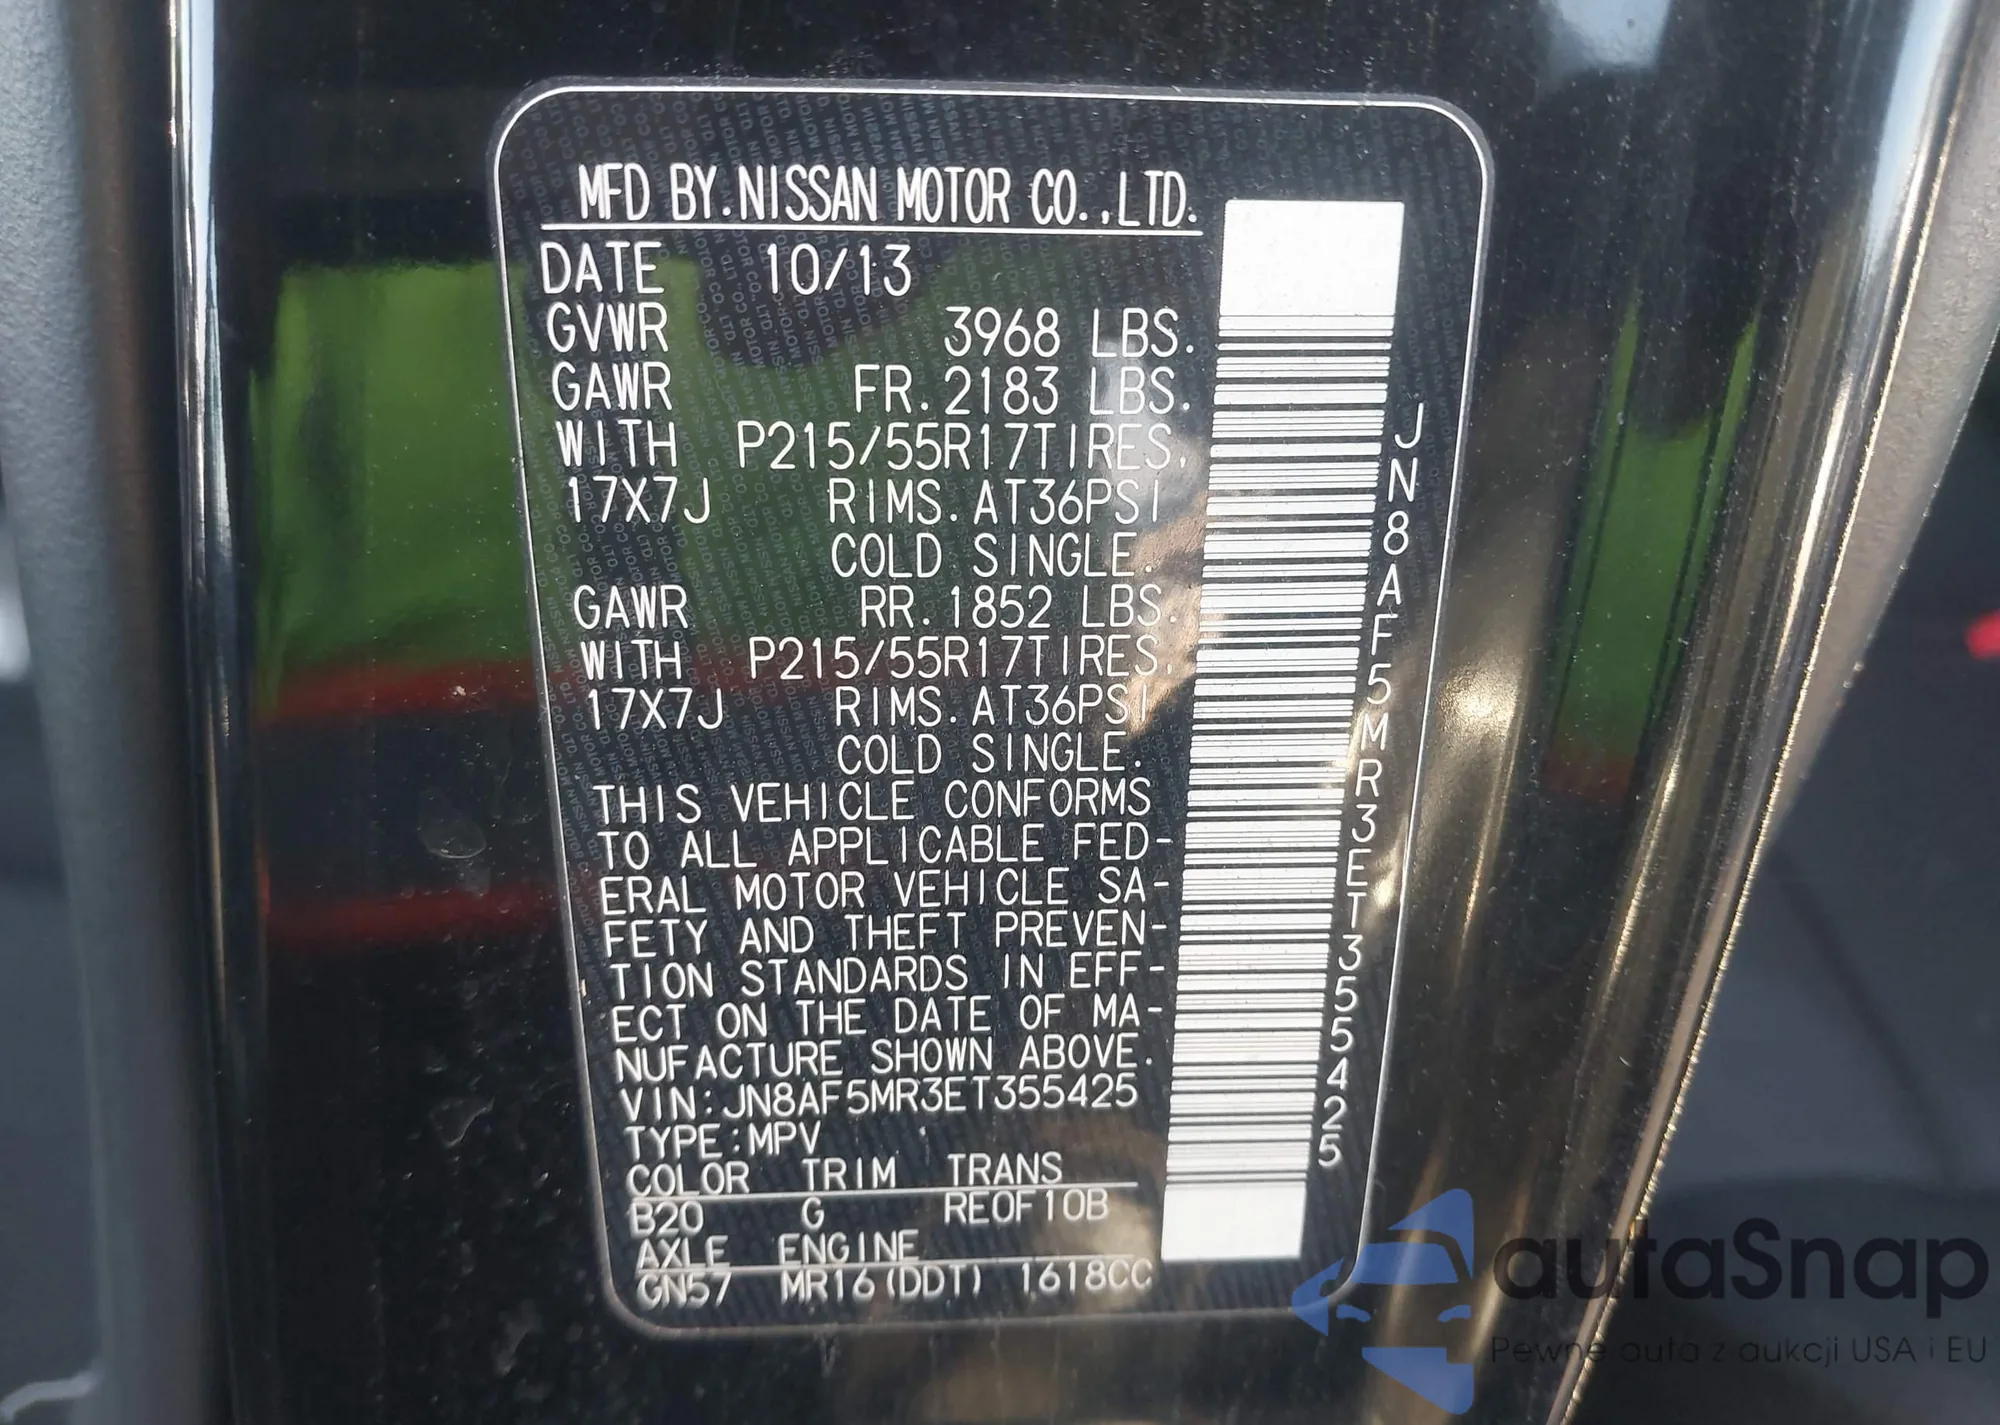 MFD BY.NISSAN MOTOR CO.,LTD.
DATE 10/13
GVWR 3968 LBS.
GAWR FR.2183 LBS.
WITH P215/55R17TIRES,
17X7J RIMS.AT36PSI
COLD SINGLE.
GAWR RR.1852 LBS.
WITH P215/55R17TIRES,
17X7J RIMS.AT36PSI
COLD SINGLE.
THIS VEHICLE CONFORMS
TO ALL APPLICABLE FED-
ERAL MOTOR VEHICLE SA-
FETY AND THEFT PREVEN-
TION STANDARDS IN EFF-
ECT ON THE DATE OF MA-
NUFACTURE SHOWN ABOVE.
VIN:JN8AF5MR3ET355425
TYPE:MPV
COLOR TRIM TRANS
B20 G RE0F10B
AXLE ENGINE
GN57 MR16(DDT) 1618CC
JN8AF5MR3ET355425
autaSnap
Pewne auta z aukcji USA i EU